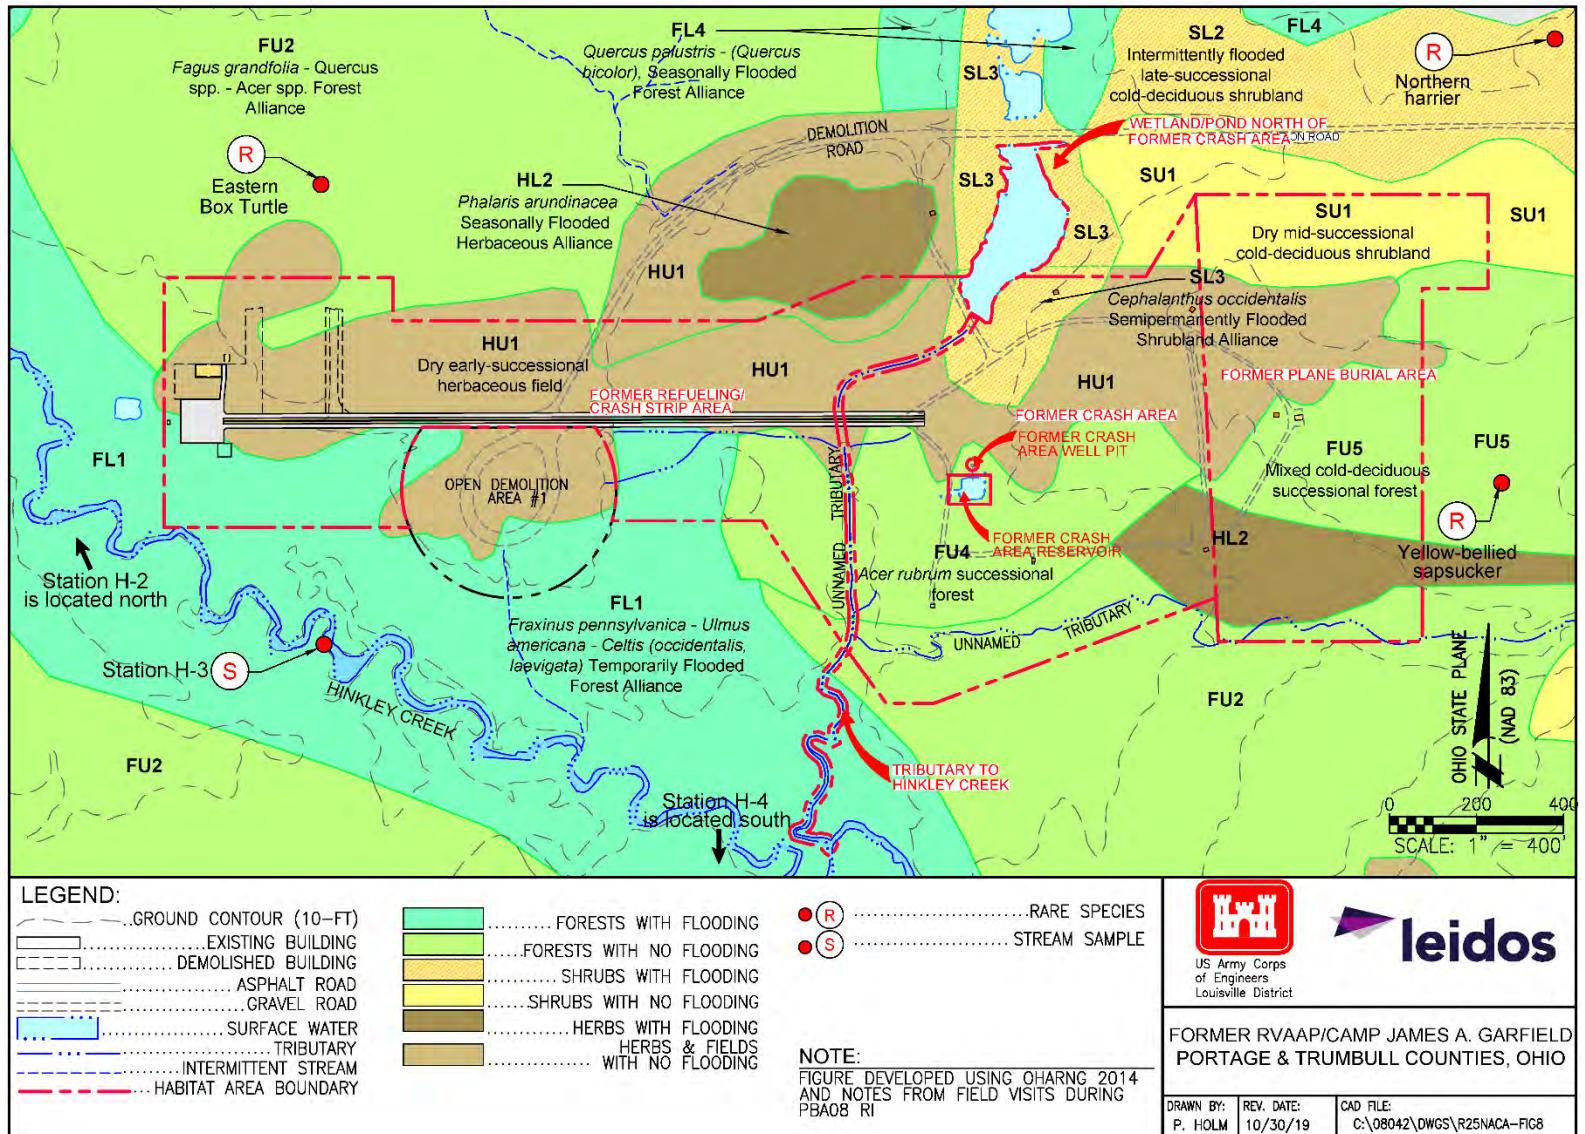 FU2
Fagus grandfolia - Quercus
spp. - Acer spp. Forest
Alliance
R
Eastern
Box Turtle
FL4
Quercus palustris - (Quercus
bicolor), Seasonally Flooded
Forest Alliance
HL2
Phalaris arundinacea
Seasonally Flooded
Herbaceous Alliance
DEMOLITION
ROAD
SL3
SL2
Intermittently flooded
late-successional
cold-deciduous shrubland
FL4
R
Northern
harrier
WETLAND/POND NORTH OF
FORMER CRASH AREA
ON ROAD
SL3
SL3
SU1
SU1
Dry mid-successional
cold-deciduous shrubland
SU1
HU1
SL3
Cephalanthus occidentalis
Semipermanently Flooded
Shrubland Alliance
HU1
Dry early-successional
herbaceous field
HU1
HU1
FORMER PLANE BURIAL AREA
FORMER REFUELING/
CRASH STRIP AREA
FORMER CRASH AREA
FORMER CRASH
AREA WELL PIT
FL1
OPEN DEMOLITION
AREA #1
UNNAMED TRIBUTARY
FU5
Mixed cold-deciduous
successional forest
FU5
R
Yellow-bellied
sapsucker
FORMER CRASH
AREA RESERVOIR
HL2
FU4
Acer rubrum successional
forest
Station H-2
is located north
FL1
Fraxinus pennsylvanica - Ulmus
americana - Celtis (occidentalis,
laevigata) Temporarily Flooded
Forest Alliance
UNNAMED TRIBUTARY
Station H-3
S
HINKLEY CREEK
FU2
FU2
TRIBUTARY TO
HINKLEY CREEK
Station H-4
is located south
OHIO STATE PLANE
(NAD 83)
0 200 400
SCALE: 1" = 400'
LEGEND:
GROUND CONTOUR (10-FT)
EXISTING BUILDING
DEMOLISHED BUILDING
ASPHALT ROAD
GRAVEL ROAD
SURFACE WATER
TRIBUTARY
INTERMITTENT STREAM
HABITAT AREA BOUNDARY
FORESTS WITH FLOODING
FORESTS WITH NO FLOODING
SHRUBS WITH FLOODING
SHRUBS WITH NO FLOODING
HERBS WITH FLOODING
HERBS & FIELDS
WITH NO FLOODING
R RARE SPECIES
S STREAM SAMPLE
NOTE:
FIGURE DEVELOPED USING OHARNG 2014
AND NOTES FROM FIELD VISITS DURING
PBA08 RI
US Army Corps
of Engineers
Louisville District
leidos
FORMER RVAAP/CAMP JAMES A. GARFIELD
PORTAGE & TRUMBULL COUNTIES, OHIO
DRAWN BY:
P. HOLM
REV. DATE:
10/30/19
CAD FILE:
C:\08042\DWGS\R25NACA-FIG8